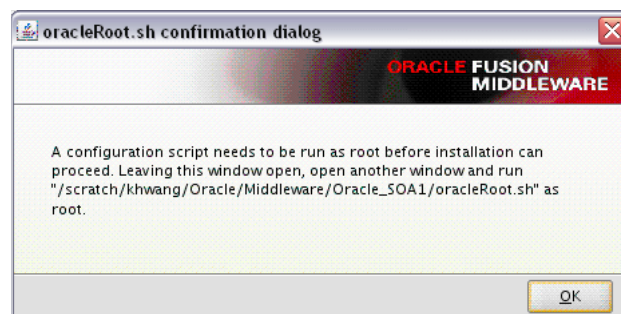 oracleRoot.sh confirmation dialog
ORACLE FUSION
MIDDLEWARE
A configuration script needs to be run as root before installation can
proceed. Leaving this window open, open another window and run
"/scratch/khwang/Oracle/Middleware/Oracle_SOA1/oracleRoot.sh" as
root.
OK